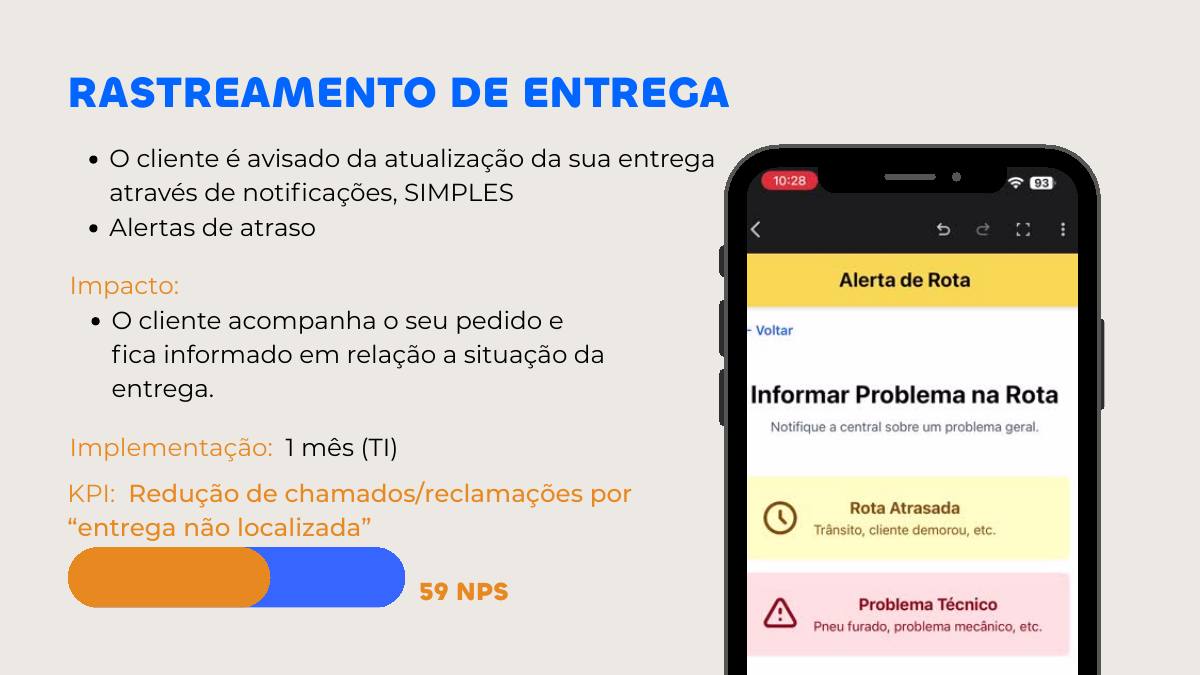 RASTREAMENTO DE ENTREGA
• O cliente é avisado da atualização da sua entrega
através de notificações, SIMPLES
• Alertas de atraso
Impacto:
• O cliente acompanha o seu pedido e
fica informado em relação a situação da
entrega.
Implementação: 1 mês (TI)
KPI: Redução de chamados/reclamações por
“entrega não localizada”
59 NPS
10:28
93
Alerta de Rota
Voltar
Informar Problema na Rota
Notifique a central sobre um problema geral.
Rota Atrasada
Trânsito, cliente demorou, etc.
Problema Técnico
Pneu furado, problema mecânico, etc.